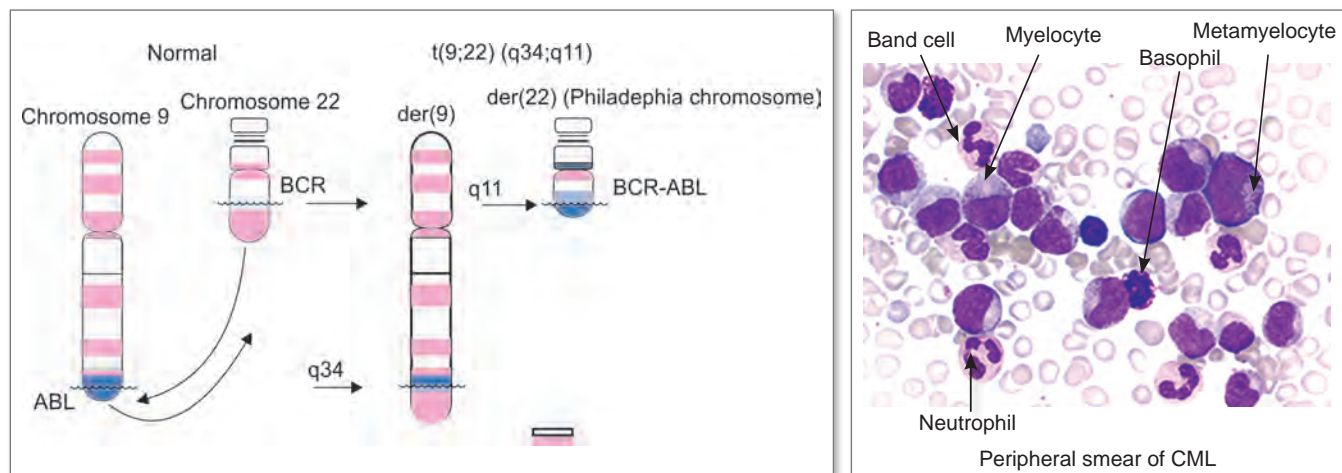 Normal
t(9;22) (q34;q11)
Chromosome 9
Chromosome 22
der(9)
der(22) (Philadephia chromosome)
BCR
q11
BCR-ABL
q34
ABL
Band cell
Myelocyte
Metamyelocyte
Basophil
Neutrophil
Peripheral smear of CML